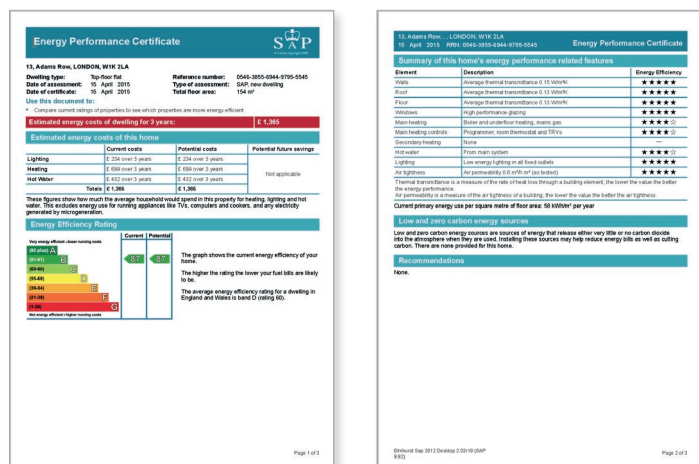 Energy Performance Certificate
SAP
13, Adams Row, LONDON, W1K 2LA
Dwelling type: Top-floor flat
Date of assessment: 15 April 2015
Date of certificate: 15 April 2015
Reference number: 0546-3855-6944-9795-5545
Type of assessment: SAP, new dwelling
Total floor area: 154 m²
Use this document to:
• Compare current ratings of properties to see which properties are more energy efficient
Estimated energy costs of dwelling for 3 years: £ 1,365
Estimated energy costs of this home
Current costs Potential costs Potential future savings
Lighting £ 234 over 3 years £ 234 over 3 years
Heating £ 699 over 3 years £ 699 over 3 years Not applicable
Hot Water £ 432 over 3 years £ 432 over 3 years
Totals £ 1,365 £ 1,365
These figures show how much the average household would spend in this property for heating, lighting and hot
water. This excludes energy use for running appliances like TVs, computers and cookers, and any electricity
generated by microgeneration.
Energy Efficiency Rating
Current Potential
Very energy efficient - lower running costs
(92 plus) A
(81-91) B 87 87
(69-80) C
(55-68) D
(39-54) E
(21-38) F
(1-20) G
Not energy efficient - higher running costs
The graph shows the current energy efficiency of your
home.
The higher the rating the lower your fuel bills are likely
to be.
The average energy efficiency rating for a dwelling in
England and Wales is band D (rating 60).
Page 1 of 3
13, Adams Row, , , LONDON, W1K 2LA
15 April 2015 RRN: 0546-3855-6944-9795-5545 Energy Performance Certificate
Summary of this home's energy performance related features
Element Description Energy Efficiency
Walls Average thermal transmittance 0.15 W/m²K ★★★★★
Roof Average thermal transmittance 0.13 W/m²K ★★★★★
Floor Average thermal transmittance 0.13 W/m²K ★★★★★
Windows High performance glazing ★★★★★
Main heating Boiler and underfloor heating, mains gas ★★★★☆
Main heating controls Programmer, room thermostat and TRVs ★★★★☆
Secondary heating None —
Hot water From main system ★★★★☆
Lighting Low energy lighting in all fixed outlets ★★★★★
Air tightness Air permeability 0.6 m³/h.m² (as tested) ★★★★★
Thermal transmittance is a measure of the rate of heat loss through a building element; the lower the value the better
the energy performance.
Air permeability is a measure of the air tightness of a building; the lower the value the better the air tightness.
Current primary energy use per square metre of floor area: 58 kWh/m² per year
Low and zero carbon energy sources
Low and zero carbon energy sources are sources of energy that release either very little or no carbon dioxide
into the atmosphere when they are used. Installing these sources may help reduce energy bills as well as cutting
carbon. There are none provided for this home.
Recommendations
None.
Elmhurst Sap 2012 Desktop 2.02r19 (SAP
9.92)
Page 2 of 3